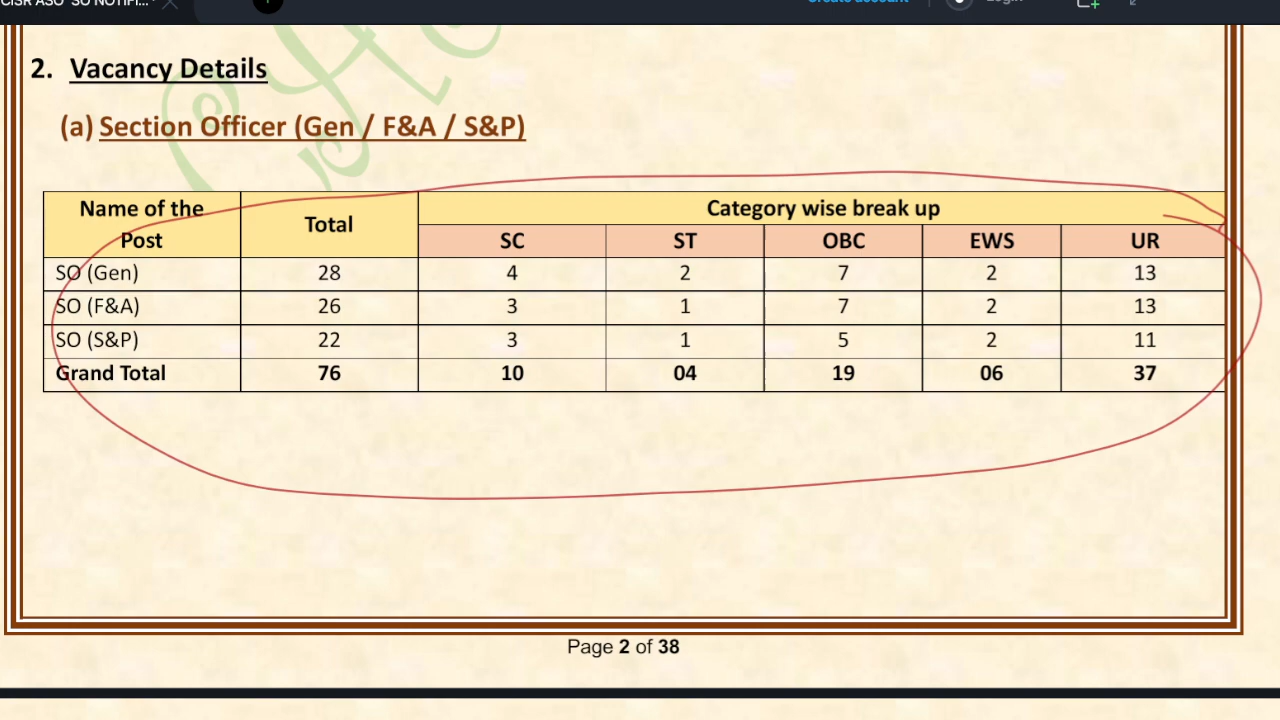 2. Vacancy Details
(a) Section Officer (Gen / F&A / S&P)
Name of the Post Total Category wise break up
SC ST OBC EWS UR
SO (Gen) 28 4 2 7 2 13
SO (F&A) 26 3 1 7 2 13
SO (S&P) 22 3 1 5 2 11
Grand Total 76 10 04 19 06 37
Page 2 of 38